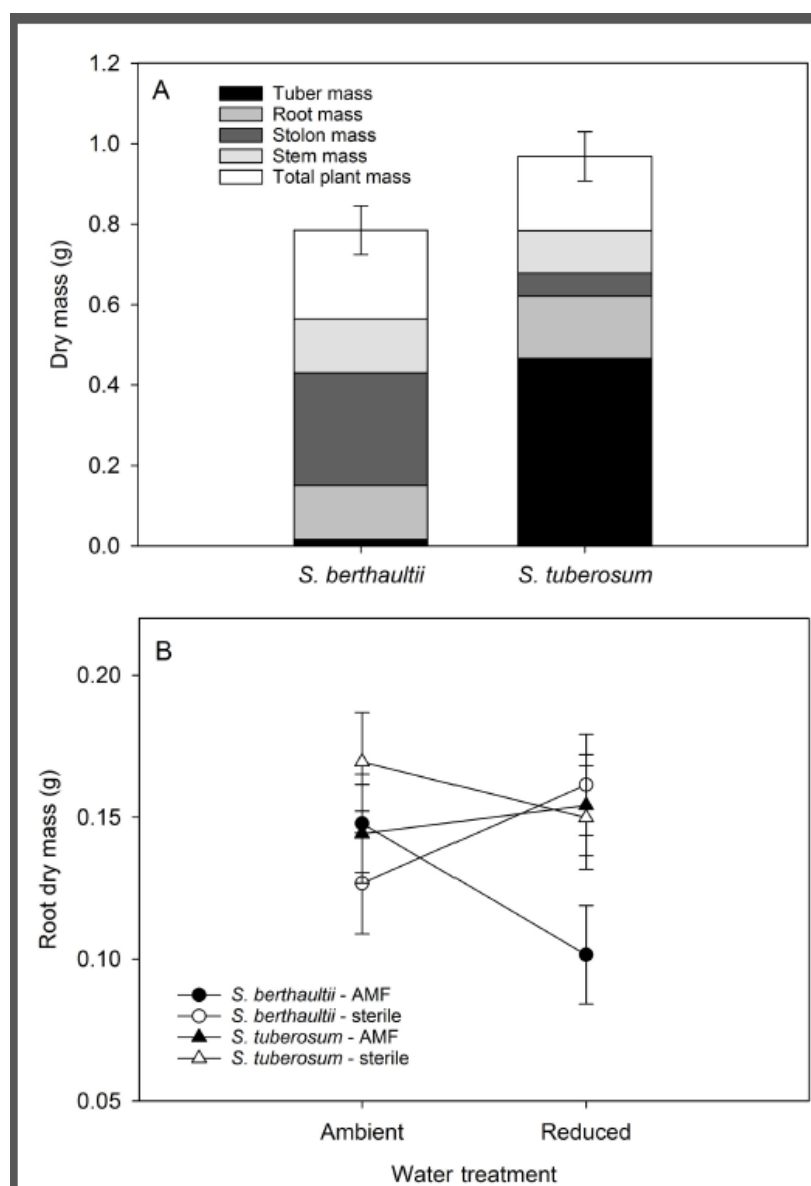 A
Tuber mass
Root mass
Stolon mass
Stem mass
Total plant mass
Dry mass (g)
1.2
1.0
0.8
0.6
0.4
0.2
0.0
S. berthaultii
S. tuberosum
B
Root dry mass (g)
0.20
0.15
0.10
0.05
S. berthaultii - AMF
S. berthaultii - sterile
S. tuberosum - AMF
S. tuberosum - sterile
Ambient
Reduced
Water treatment